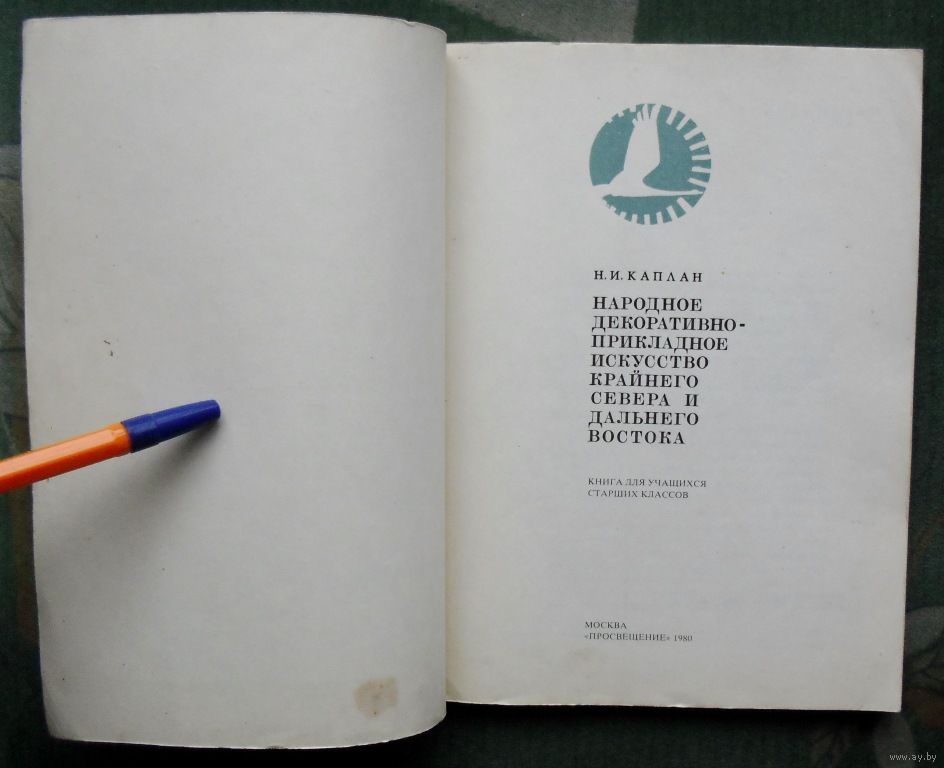 Н. И. КАПЛАН
НАРОДНОЕ
ДЕКОРАТИВНО-
ПРИКЛАДНОЕ
ИСКУССТВО
КРАЙНЕГО
СЕВЕРА И
ДАЛЬНЕГО
ВОСТОКА
КНИГА ДЛЯ УЧАЩИХСЯ
СТАРШИХ КЛАССОВ
МОСКВА
«ПРОСВЕЩЕНИЕ» 1980
www.ay.by